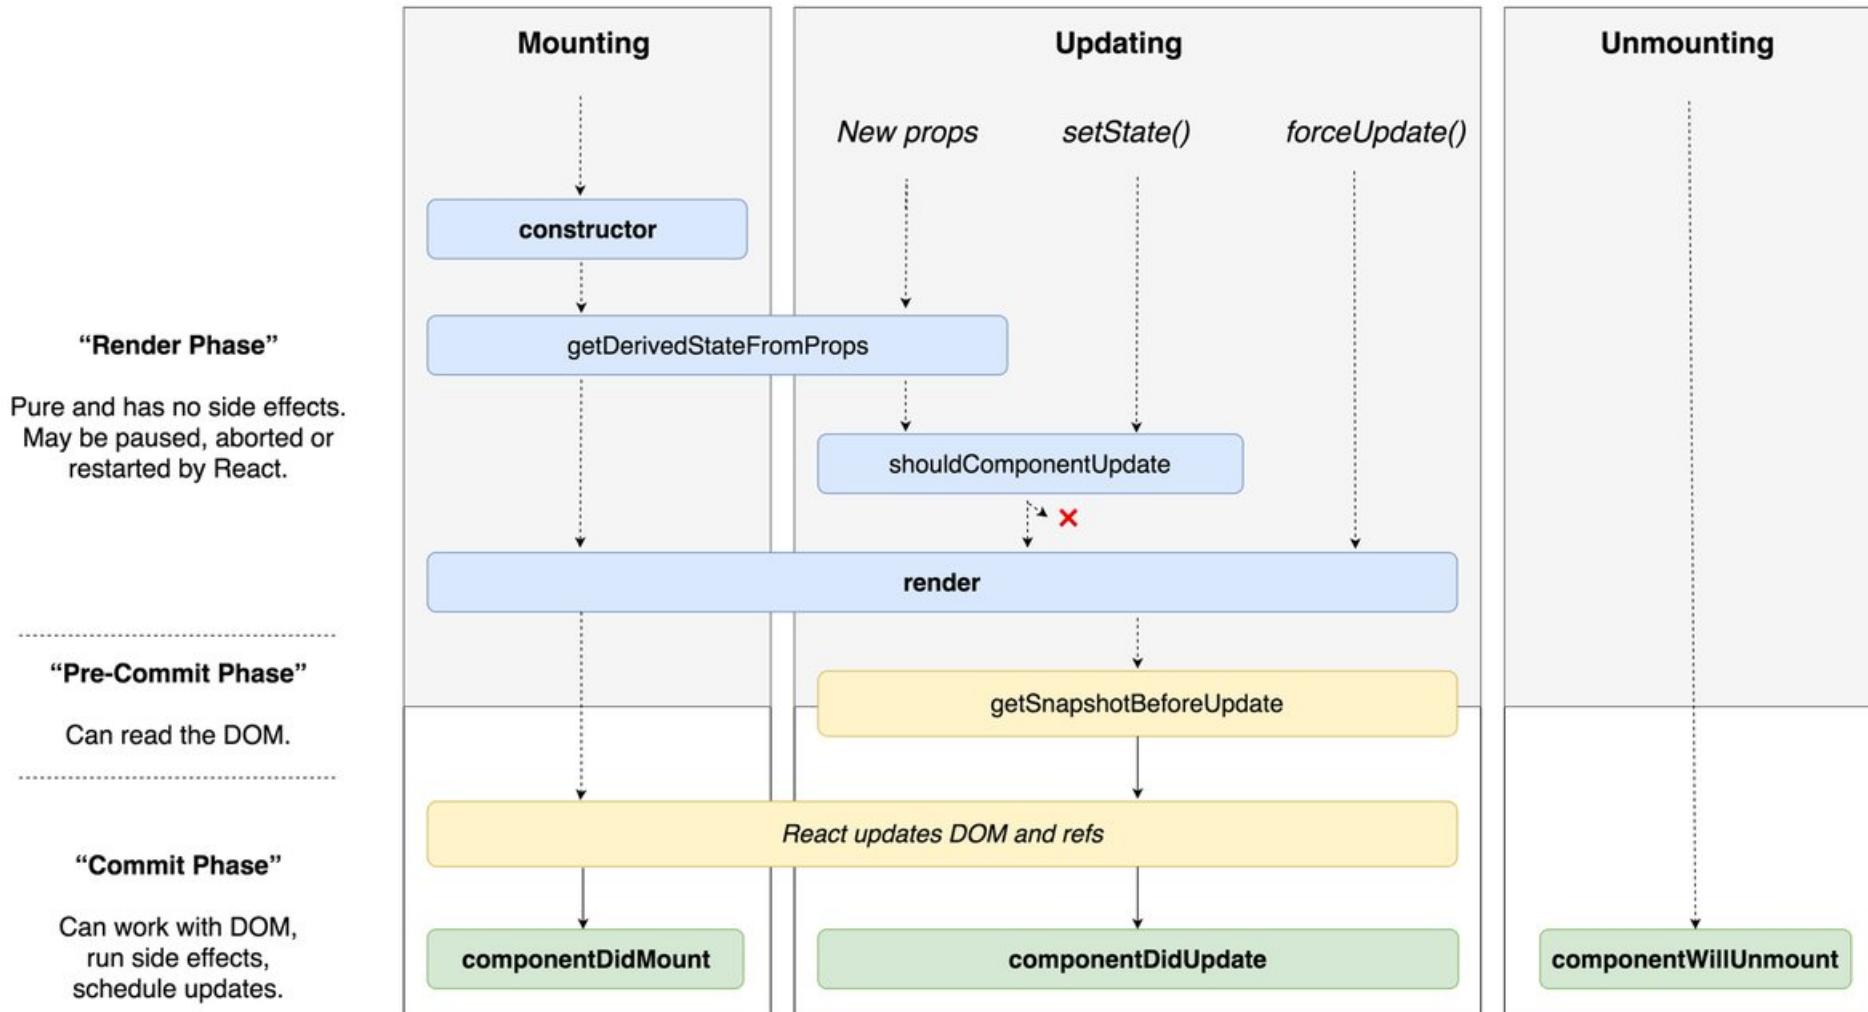 Mounting
Updating
Unmounting
New props
setState()
forceUpdate()
constructor
“Render Phase”
getDerivedStateFromProps
Pure and has no side effects.
May be paused, aborted or
restarted by React.
shouldComponentUpdate
render
“Pre-Commit Phase”
getSnapshotBeforeUpdate
Can read the DOM.
React updates DOM and refs
“Commit Phase”
Can work with DOM,
run side effects,
schedule updates.
componentDidMount
componentDidUpdate
componentWillUnmount